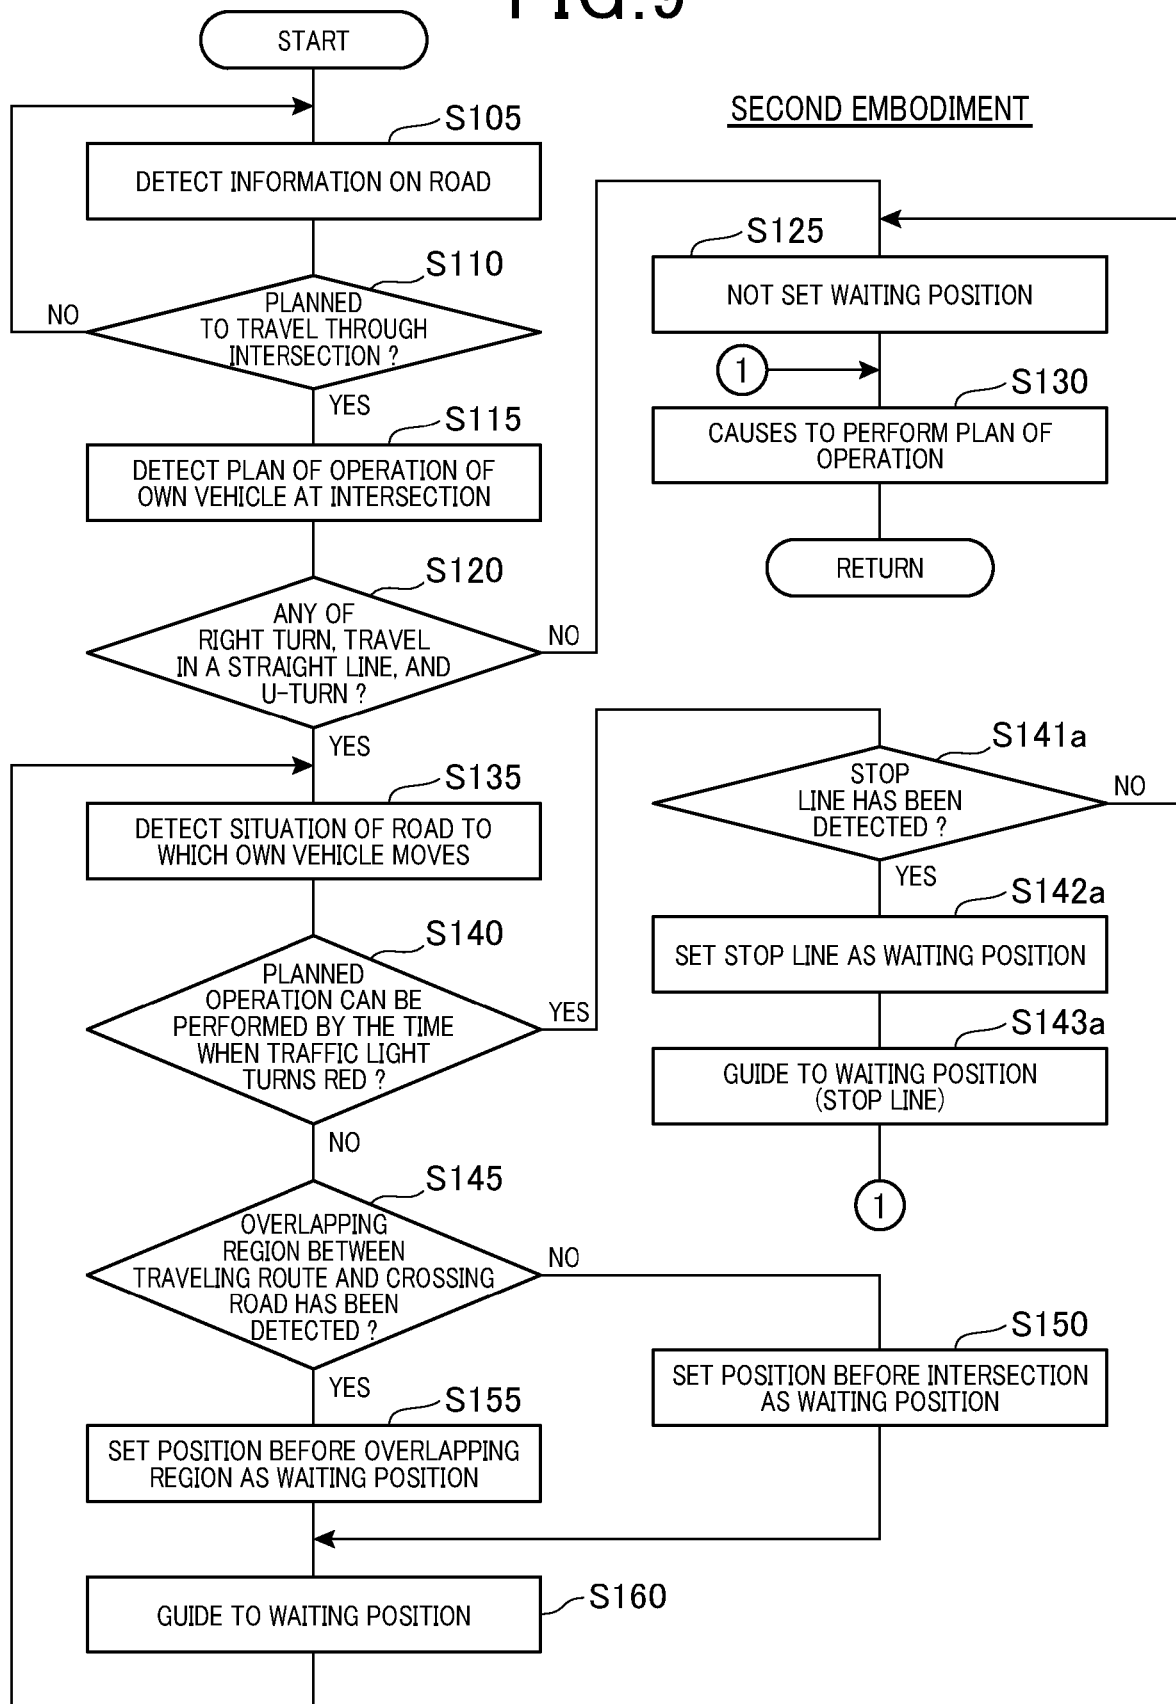 FIG.9
START
SECOND EMBODIMENT
S105
DETECT INFORMATION ON ROAD
S110
PLANNED
TO TRAVEL THROUGH
INTERSECTION ?
NO
YES
S115
DETECT PLAN OF OPERATION OF
OWN VEHICLE AT INTERSECTION
S120
ANY OF
RIGHT TURN, TRAVEL
IN A STRAIGHT LINE, AND
U-TURN ?
NO
YES
S125
NOT SET WAITING POSITION
1
S130
CAUSES TO PERFORM PLAN OF
OPERATION
RETURN
S135
DETECT SITUATION OF ROAD TO
WHICH OWN VEHICLE MOVES
S140
PLANNED
OPERATION CAN BE
PERFORMED BY THE TIME
WHEN TRAFFIC LIGHT
TURNS RED ?
YES
NO
S141a
STOP
LINE HAS BEEN
DETECTED ?
NO
YES
S142a
SET STOP LINE AS WAITING POSITION
S143a
GUIDE TO WAITING POSITION
(STOP LINE)
1
S145
OVERLAPPING
REGION BETWEEN
TRAVELING ROUTE AND CROSSING
ROAD HAS BEEN
DETECTED ?
NO
YES
S150
SET POSITION BEFORE INTERSECTION
AS WAITING POSITION
S155
SET POSITION BEFORE OVERLAPPING
REGION AS WAITING POSITION
S160
GUIDE TO WAITING POSITION